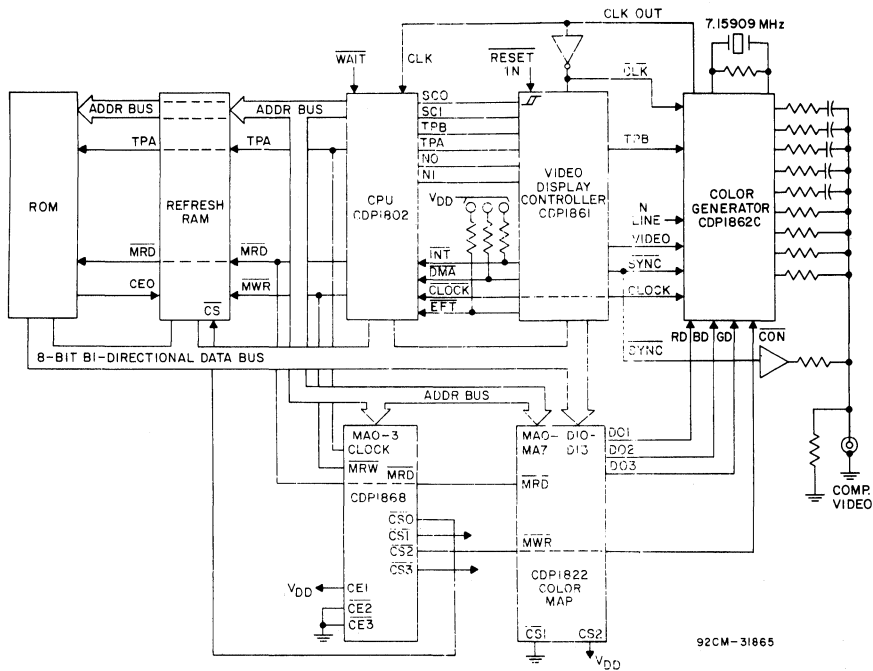 CLK OUT
7.15909 MHz
WAIT
CLK
RESET
IN
CLK
ADDR BUS
ADDR BUS
SC0
SC1
TPB
TPA
TPA
TPA
TPB
N0
N1
ROM
REFRESH
RAM
CPU
CDP1802
VIDEO
DISPLAY
CONTROLLER
CDP1861
COLOR
GENERATOR
CDP1862C
VDD
N
LINE
VIDEO
MRD
MRD
INT
SYNC
DMA
CEO
MWR
CLOCK
CLOCK
CS
EFT
RD BD GD
CON
SYNC
8-BIT BI-DIRECTIONAL DATA BUS
ADDR BUS
MA0-3
CLOCK
MRW
MRD
CDP1868
CS0
CS1
CS2
CS3
VDD
CE1
CE2
CE3
MA0-
MA7
DI0-
DI3
DO1
DO2
DO3
MRD
MWR
CDP1822
COLOR
MAP
CS1
CS2
VDD
COMP.
VIDEO
92CM-31865